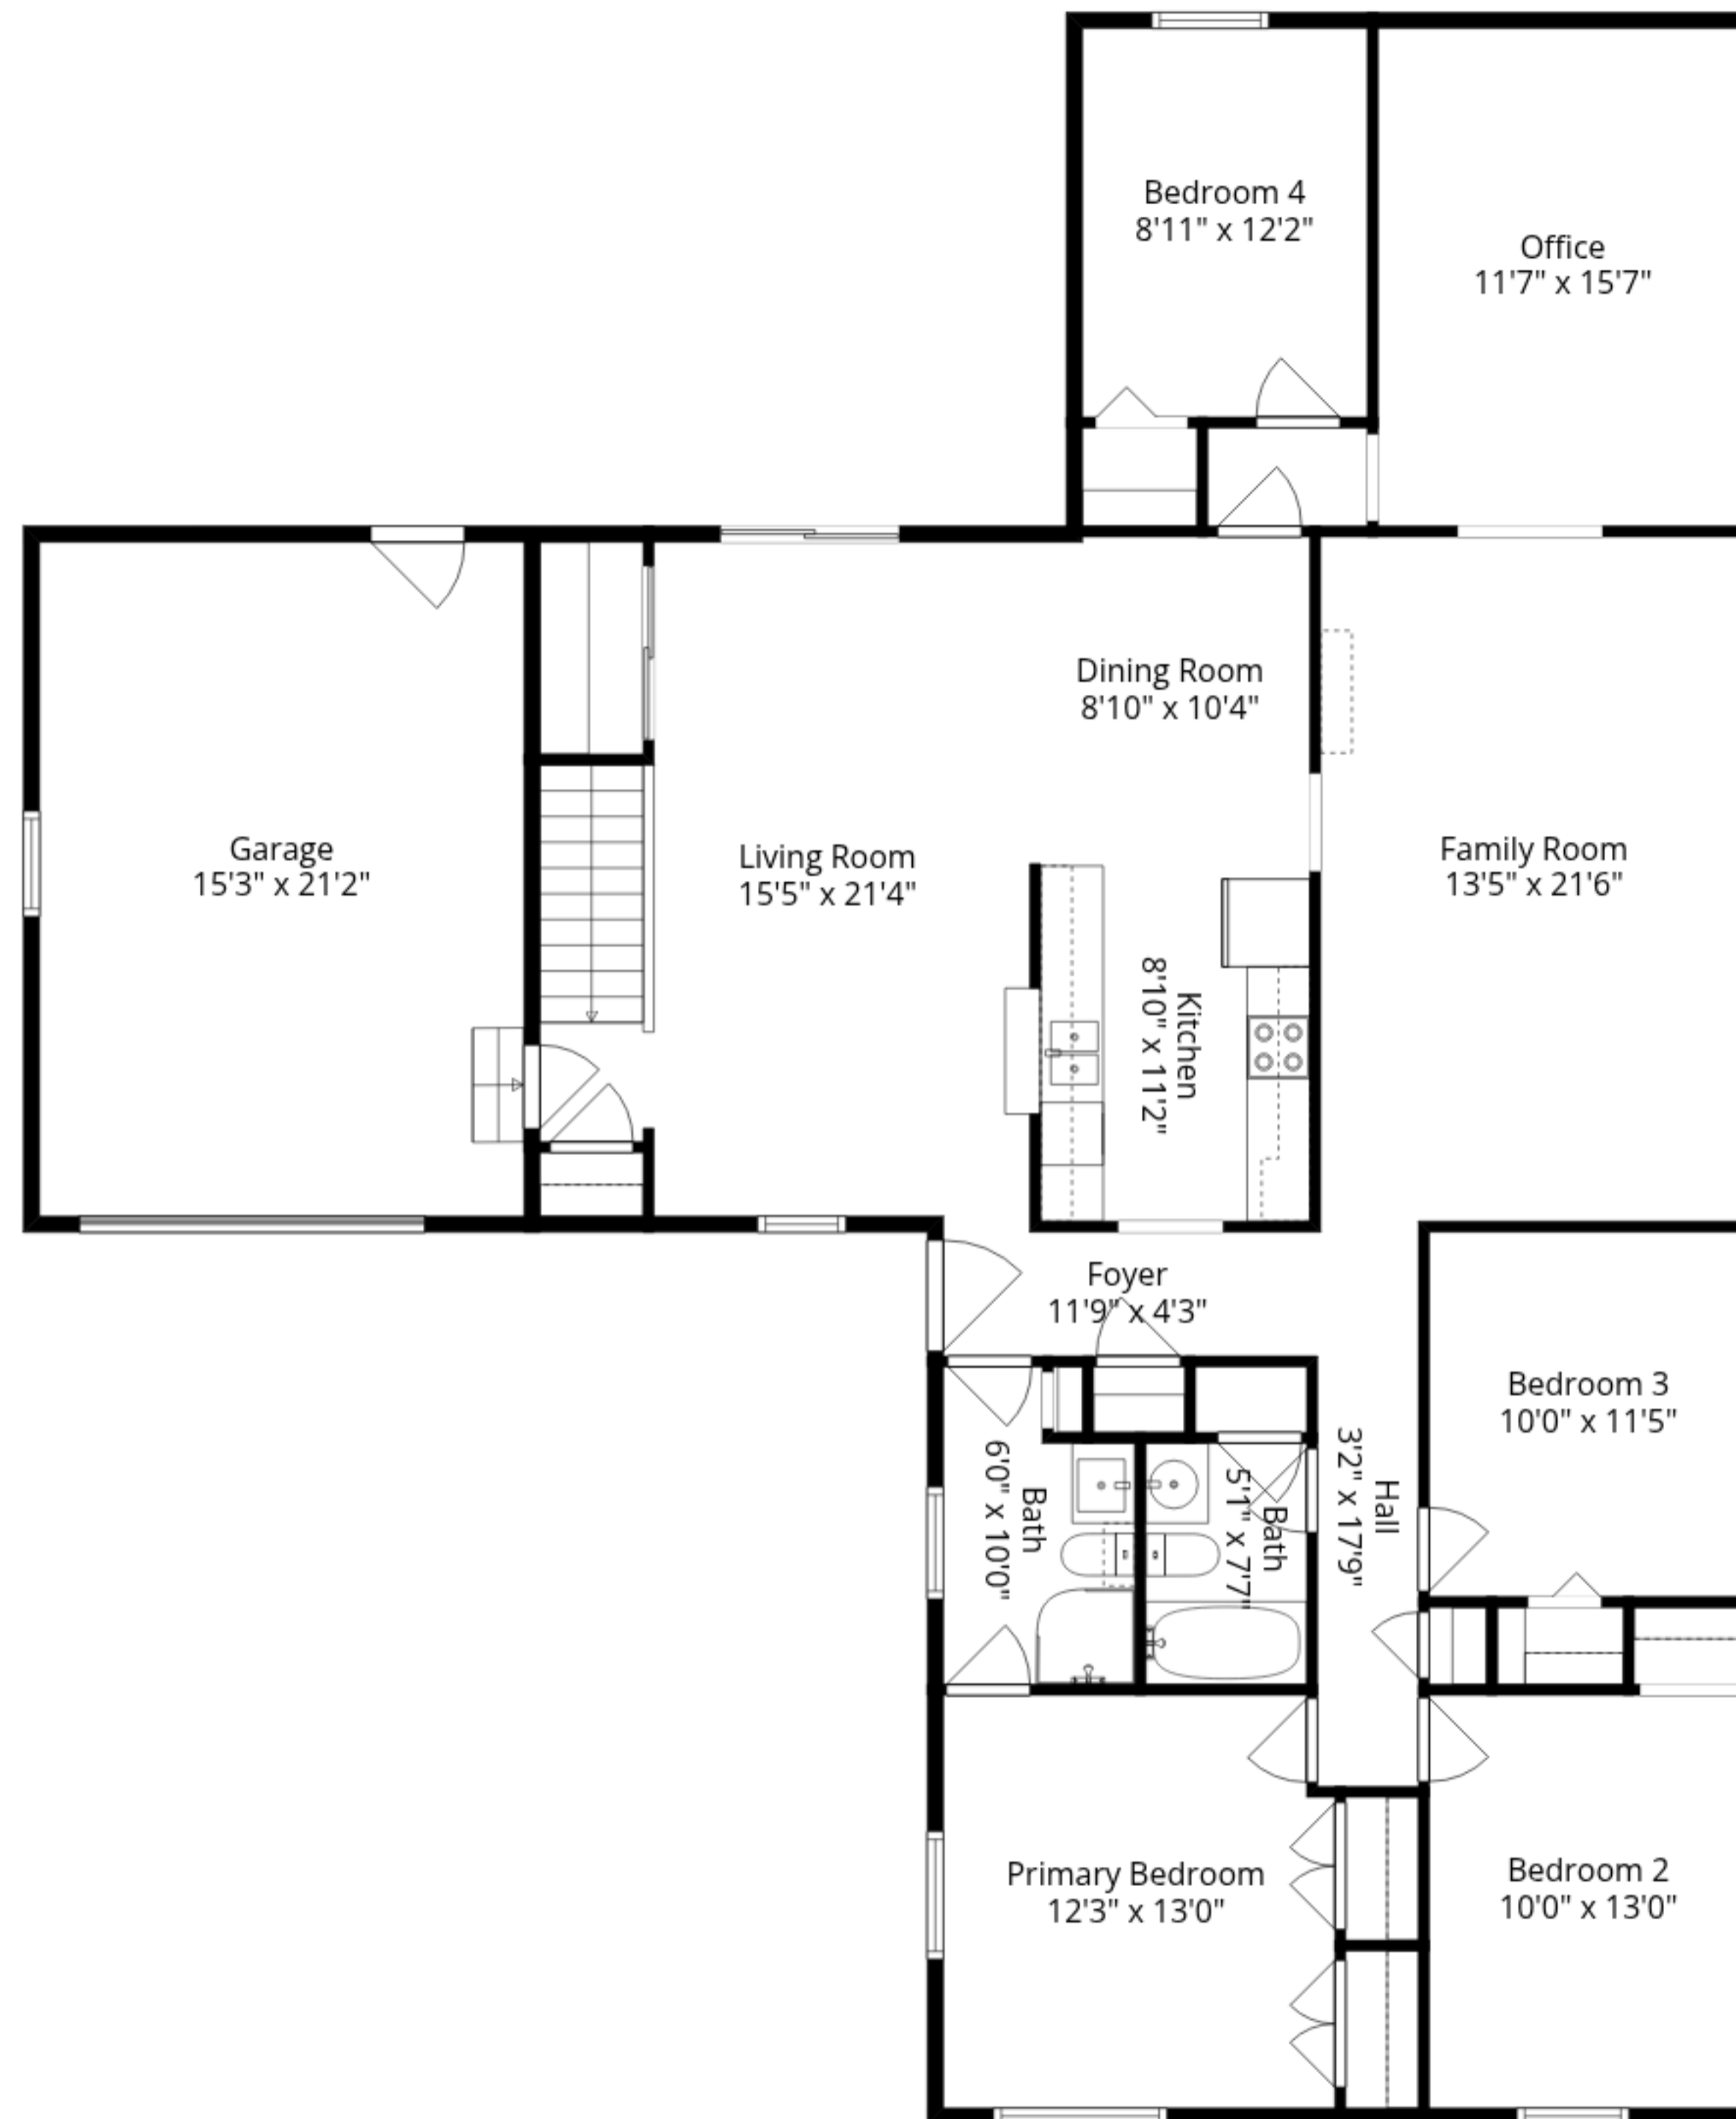 Bedroom 4
8'11" x 12'2"
Office
11'7" x 15'7"
Dining Room
8'10" x 10'4"
Garage
15'3" x 21'2"
Living Room
15'5" x 21'4"
Family Room
13'5" x 21'6"
Kitchen
8'10" x 11'2"
Foyer
11'9" x 4'3"
Bedroom 3
10'0" x 11'5"
Bath
6'0" x 10'0"
Bath
5'1" x 7'7"
Hall
3'2" x 17'9"
Primary Bedroom
12'3" x 13'0"
Bedroom 2
10'0" x 13'0"